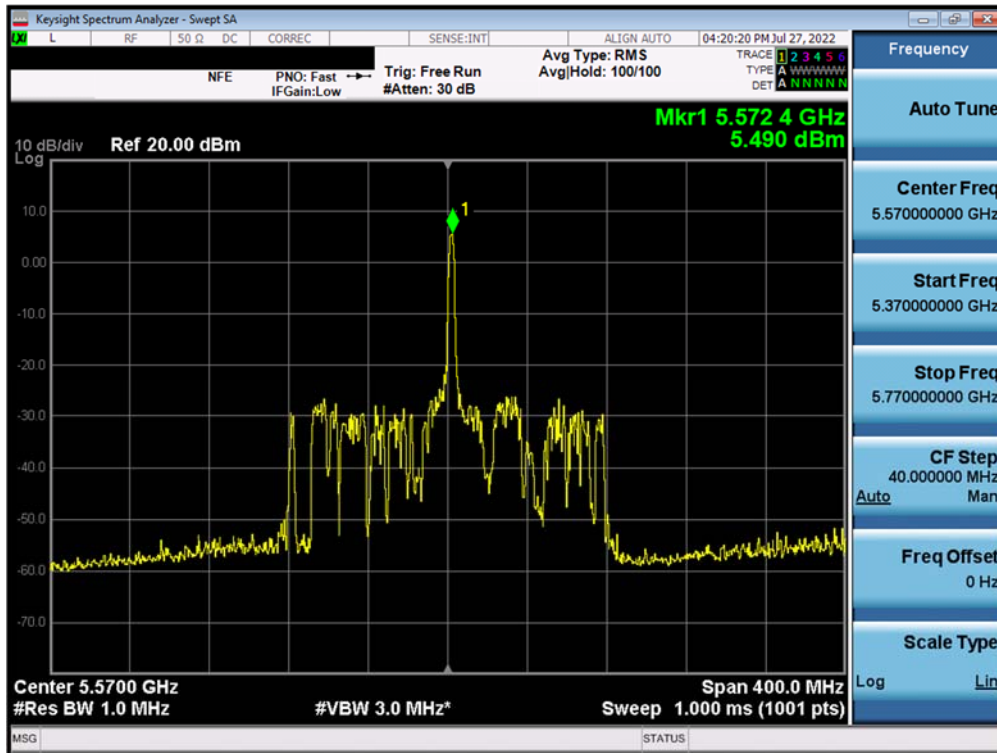 Keysight Spectrum Analyzer - Swept SA
LXI L RF 50 Ω DC CORREC SENSE:INT ALIGN AUTO 04:20:20 PM Jul 27, 2022
Frequency
NFE PNO: Fast Trig: Free Run Avg Type: RMS TRACE 1 2 3 4 5 6
IFGain:Low #Atten: 30 dB Avg|Hold: 100/100 TYPE A WWWWW
DET A N N N N N
Mkr1 5.572 4 GHz
5.490 dBm
10 dB/div Ref 20.00 dBm
Log
1
10.0
0.00
-10.0
-20.0
-30.0
-40.0
-50.0
-60.0
-70.0
Center 5.5700 GHz Span 400.0 MHz
#Res BW 1.0 MHz #VBW 3.0 MHz* Sweep 1.000 ms (1001 pts)
Auto Tune
Center Freq
5.570000000 GHz
Start Freq
5.370000000 GHz
Stop Freq
5.770000000 GHz
CF Step
40.000000 MHz
Auto Man
Freq Offset
0 Hz
Scale Type
Log Lin
MSG STATUS